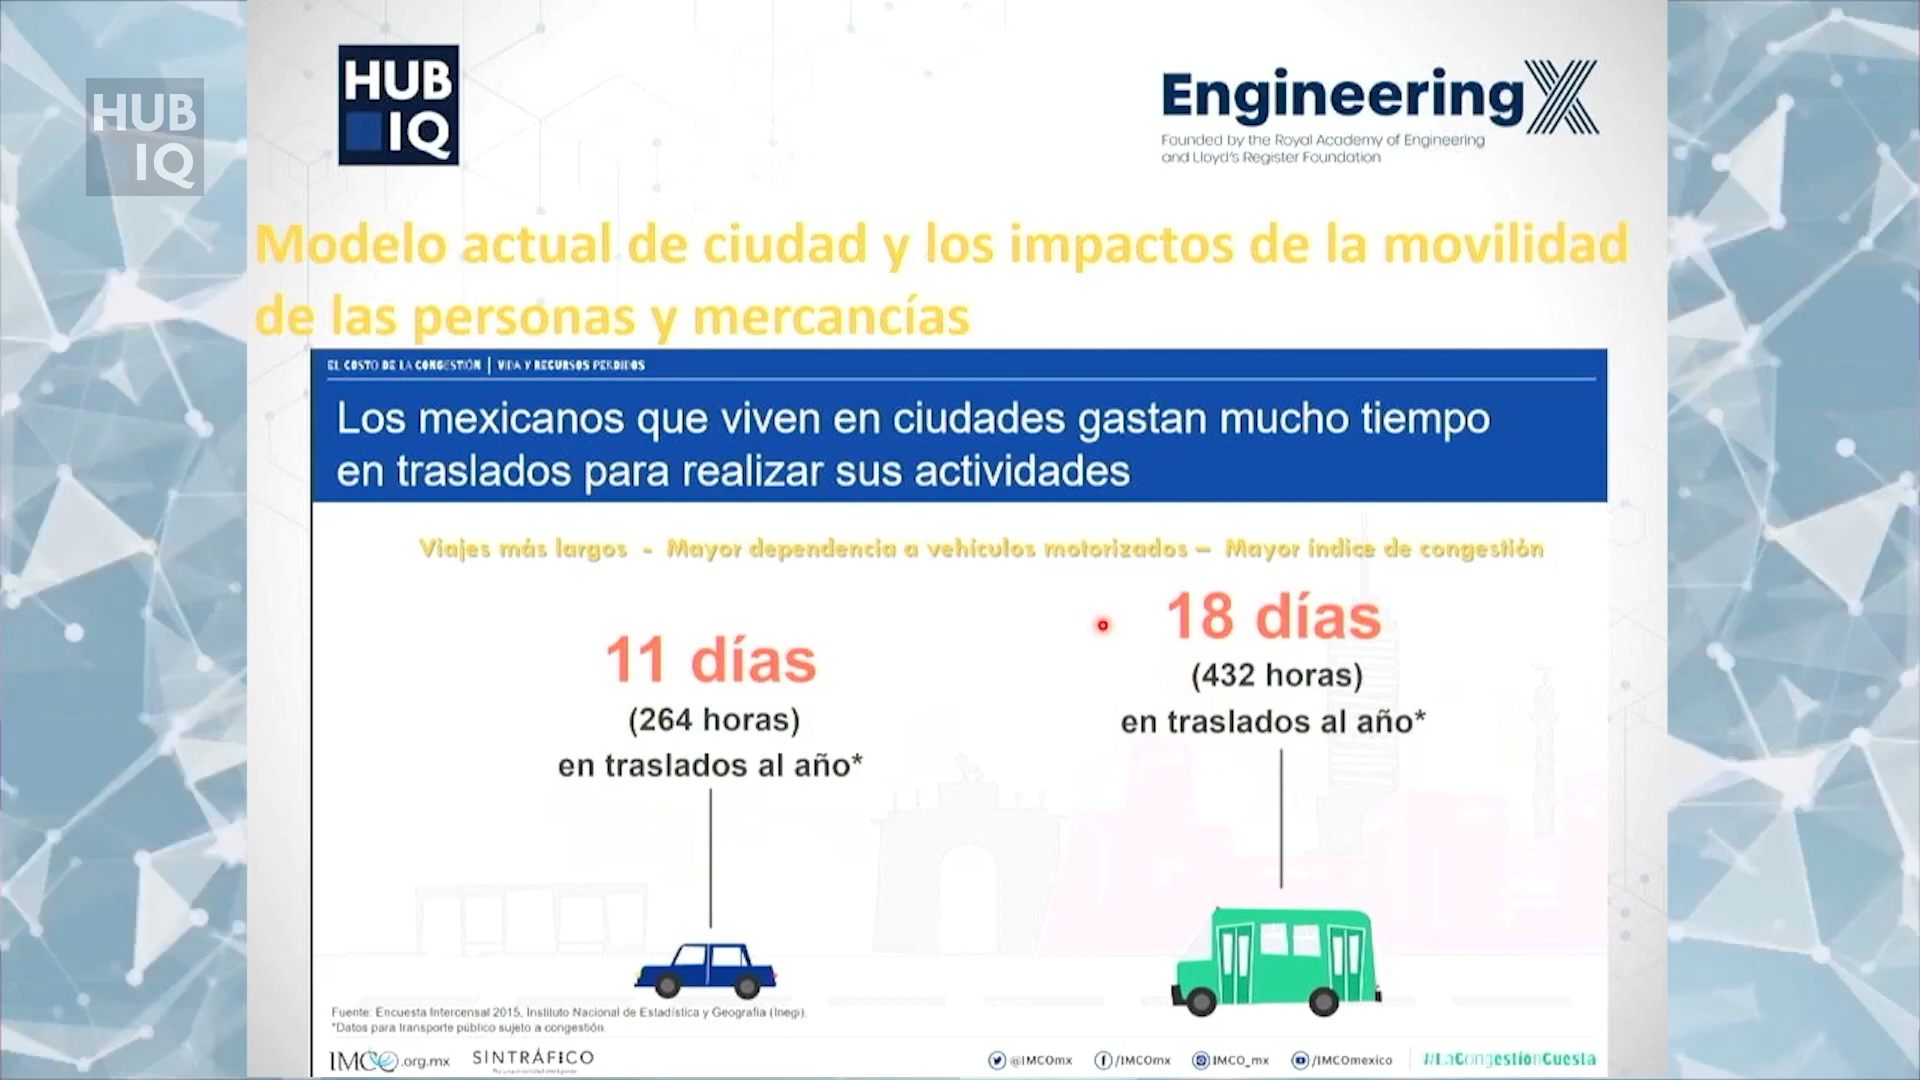 HUB
IQ
HUB
IQ
EngineeringX
Founded by the Royal Academy of Engineering
and Lloyd's Register Foundation
Modelo actual de ciudad y los impactos de la movilidad
de las personas y mercancías
EL COSTO DE LA CONGESTIÓN | VIDA Y RECURSOS PERDIDOS
Los mexicanos que viven en ciudades gastan mucho tiempo
en traslados para realizar sus actividades
Viajes más largos - Mayor dependencia a vehículos motorizados – Mayor índice de congestión
11 días
(264 horas)
en traslados al año*
18 días
(432 horas)
en traslados al año*
Fuente: Encuesta Intercensal 2015, Instituto Nacional de Estadística y Geografía (Inegi).
*Datos para transporte público sujeto a congestión
IMCO.org.mx SINTRÁFICO
@IMCOmx /IMCOmx IMCO_mx /IMCOmexico #LaCongestiónCuesta